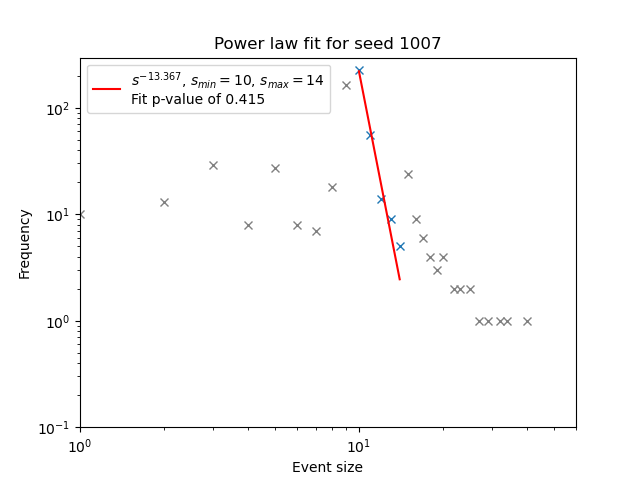 Power law fit for seed 1007
$s^{-13.367}$, $s_{min} = 10$, $s_{max} = 14$
Fit p-value of 0.415
Frequency
$10^2$
$10^1$
$10^0$
$10^{-1}$
$10^0$
$10^1$
Event size